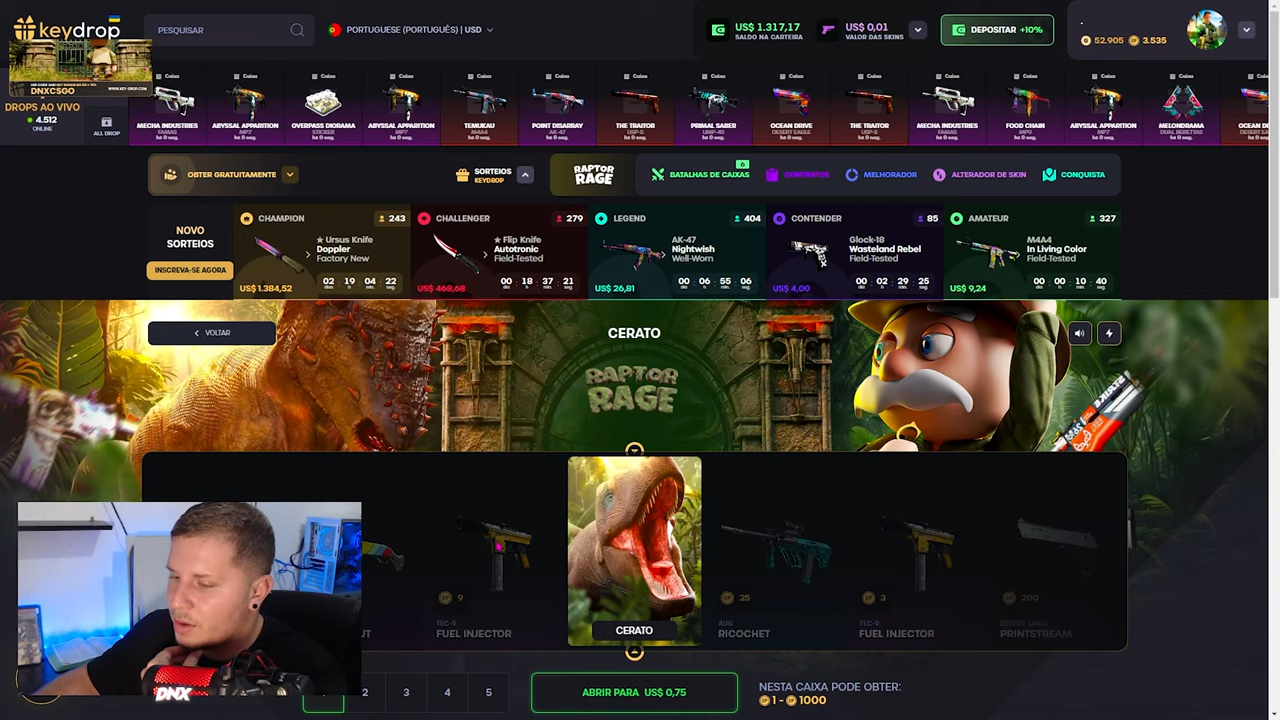 keydrop
PESQUISAR
PORTUGUESE (PORTUGUÊS) | USD
US$ 1.317,17
SALDO NA CARTEIRA
US$ 0,01
VALOR DAS SKINS
DEPOSITAR +10%
52.905
3.535
DNXCSGO
DROPS AO VIVO
4.512
ONLINE
ALL DROP
Caixa
MECHA INDUSTRIES
FAMAS
há 0 seg.
Caixa
ABYSSAL APPARITION
MP7
há 0 seg.
Caixa
OVERPASS DIORAMA
STICKER
há 0 seg.
Caixa
ABYSSAL APPARITION
MP7
há 0 seg.
Caixa
M4A4
há 0 seg.
Caixa
POINT DISARRAY
AK-47
há 0 seg.
Caixa
THE TRAITOR
USP-S
há 0 seg.
Caixa
PRIMAL SABER
UMP-45
há 0 seg.
Caixa
OCEAN DRIVE
DESERT EAGLE
há 0 seg.
Caixa
THE TRAITOR
USP-S
há 0 seg.
Caixa
MECHA INDUSTRIES
FAMAS
há 0 seg.
Caixa
FOOD CHAIN
MP9
há 0 seg.
Caixa
ABYSSAL APPARITION
MP7
há 0 seg.
Caixa
MELONDRAMA
DUAL BERETTAS
há 0 seg.
OBTER GRATUITAMENTE
SORTEIOS
KEYDROP
RAPTOR
RAGE
6
BATALHAS DE CAIXAS
CONTRATOS
MELHORADOR
ALTERADOR DE SKIN
CONQUISTA
NOVO
SORTEIOS
INSCREVA-SE AGORA
CHAMPION
243
★ Ursus Knife
Doppler
Factory New
US$ 1.384,52
02 19 04 22
CHALLENGER
279
★ Flip Knife
Autotronic
Field-Tested
US$ 468,68
00 18 37 21
LEGEND
404
AK-47
Nightwish
Well-Worn
US$ 26,81
00 06 55 06
CONTENDER
85
Glock-18
Wasteland Rebel
Field-Tested
US$ 4,00
00 02 29 25
AMATEUR
327
M4A4
In Living Color
Field-Tested
US$ 9,24
00 00 10 40
VOLTAR
CERATO
RAPTOR
RAGE
9
TEC-9
FUEL INJECTOR
CERATO
25
AUG
RICOCHET
3
TEC-9
FUEL INJECTOR
200
DESERT EAGLE
PRINTSTREAM
DNX
2
3
4
5
ABRIR PARA US$ 0,75
NESTA CAIXA PODE OBTER:
1 - 1000